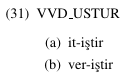 (31) VVD_USTUR
(a) it-iştir
(b) ver-iştir